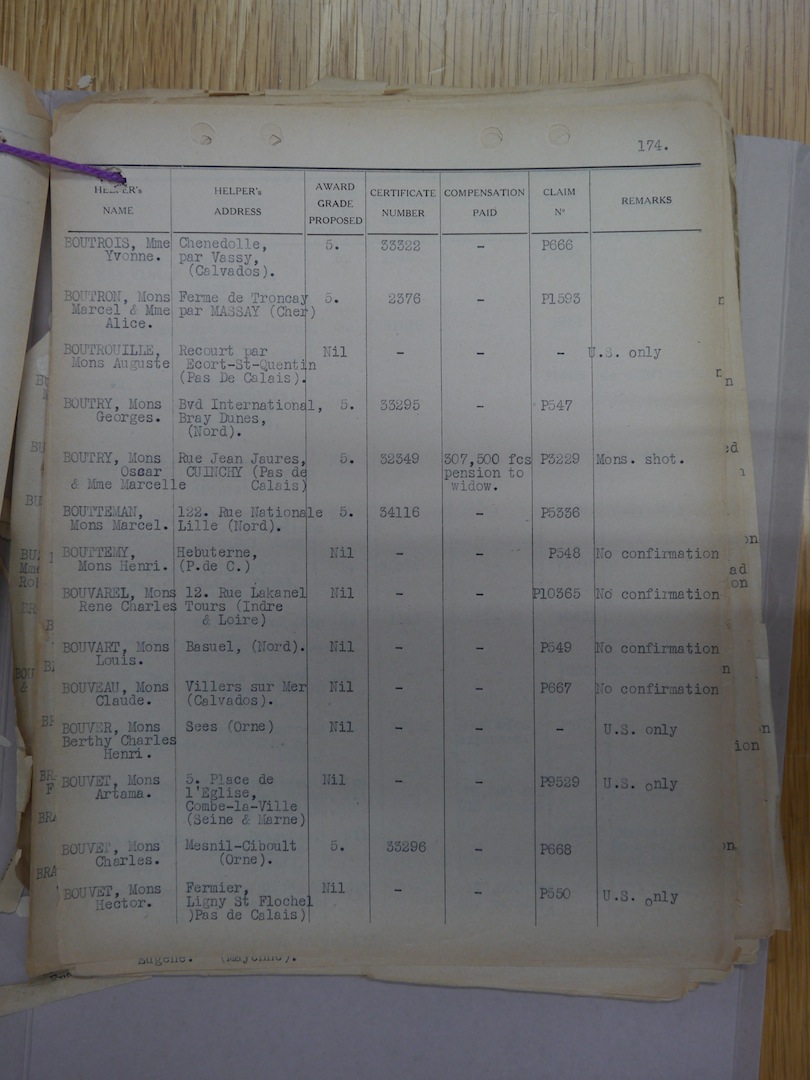 174.
HELPER's NAME | HELPER's ADDRESS | AWARD GRADE PROPOSED | CERTIFICATE NUMBER | COMPENSATION PAID | CLAIM Nº | REMARKS
BOUTROIS, Mme Chenedolle, 5. 33322 - P666
Yvonne. par Vassy,
(Calvados).
BOUTRON, Mons Ferme de Troncay 5. 2376 - P1593
Marcel & Mme par MASSAY (Cher)
Alice.
BOUTROUILLE, Recourt par Nil - - - U.S. only
Mons Auguste Ecort-St-Quentin
(Pas De Calais).
BOUTRY, Mons Bvd International, 5. 33295 - P547
Georges. Bray Dunes,
(Nord).
BOUTRY, Mons Rue Jean Jaures, 5. 32349 307,500 fcs P3229 Mons. shot.
Oscar CUINCHY (Pas de pension to
& Mme Marcelle Calais) widow.
BOUTTEMAN, 122. Rue Nationale 5. 34116 - P5336
Mons Marcel. Lille (Nord).
BOUTTEMY, Hebuterne, Nil - - P548 No confirmation
Mons Henri. (P.de C.)
BOUVAREL, Mons 12. Rue Lakanel Nil - - P10365 No confirmation
Rene Charles Tours (Indre
& Loire)
BOUVART, Mons Basuel, (Nord). Nil - - P549 No confirmation
Louis.
BOUVEAU, Mons Villers sur Mer Nil - - P667 No confirmation
Claude. (Calvados).
BOUVER, Mons Sees (Orne) Nil - - - U.S. only
Berthy Charles
Henri.
BOUVET, Mons 5. Place de Nil - - P9529 U.S. only
Artama. l'Eglise,
Combe-la-Ville
(Seine & Marne)
BOUVET, Mons Mesnil-Ciboult 5. 33296 - P668
Charles. (Orne).
BOUVET, Mons Fermier, Nil - - P550 U.S. only
Hector. Ligny St Flochel
)Pas de Calais)